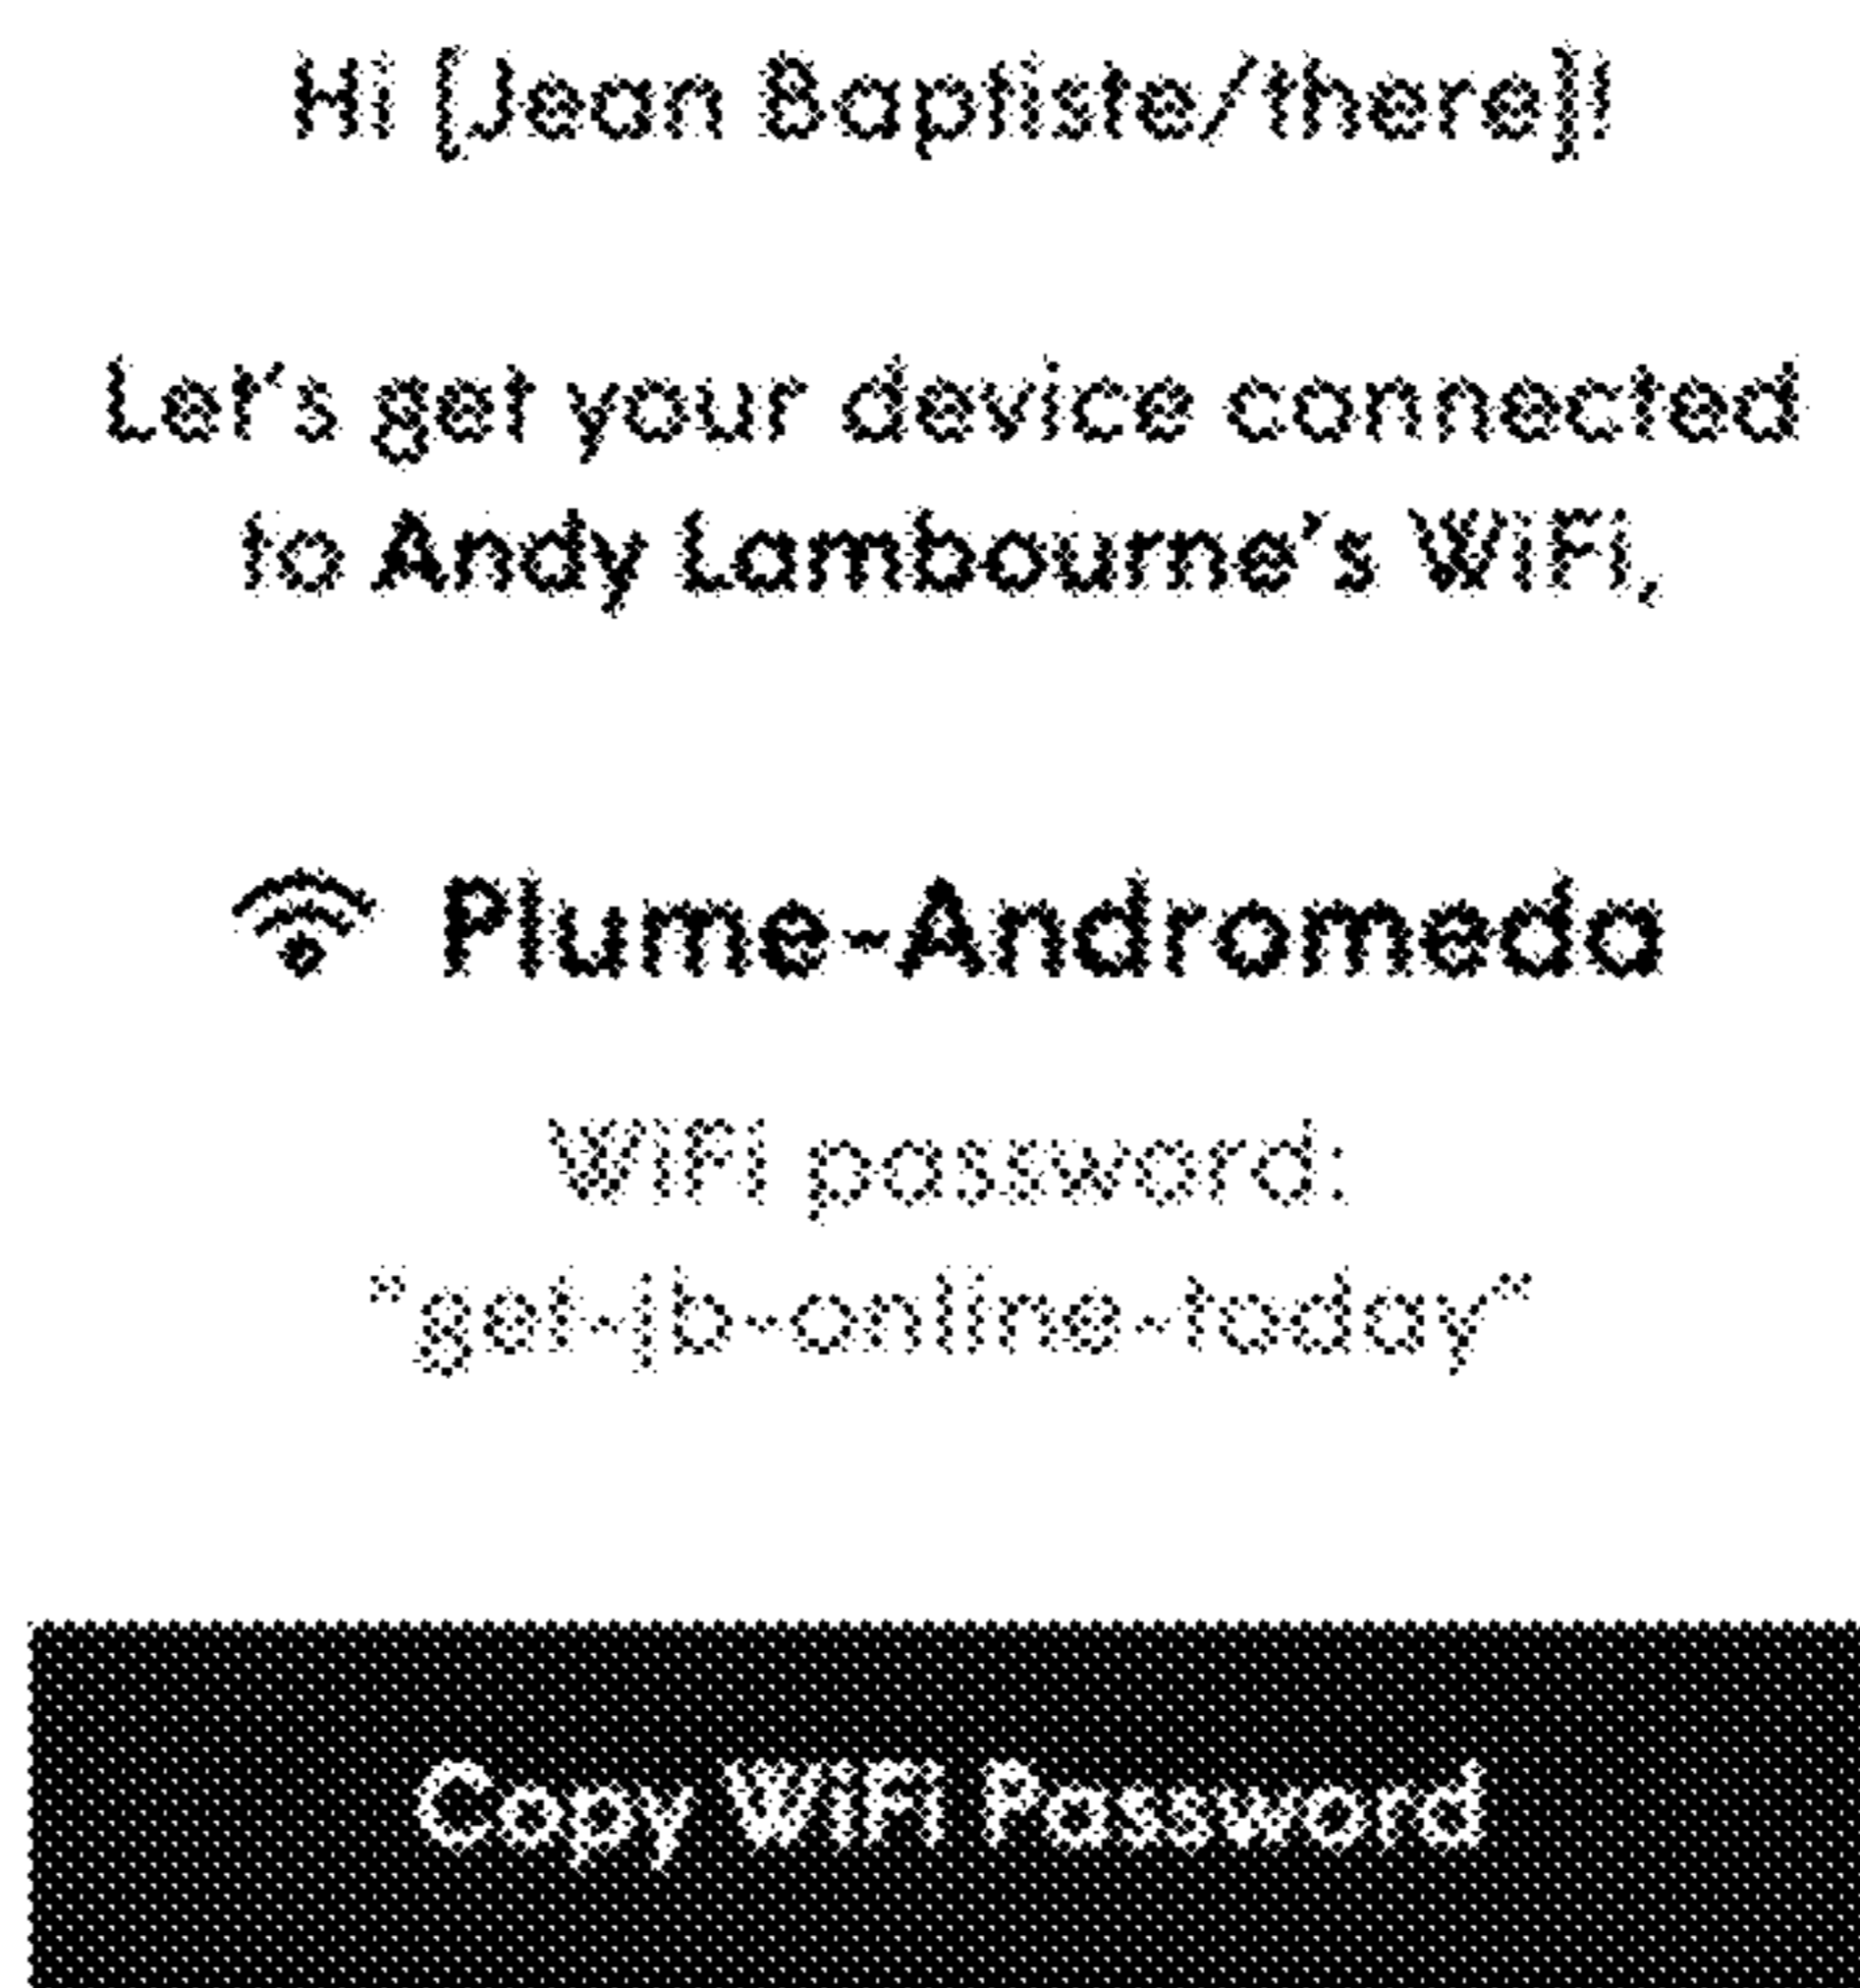 Hi [Jean Baptiste/there]!
Let's get your device connected
to Andy Lambourne's WiFi,
Plume-Andromeda
WiFi password:
"get-jb-online-today"
Copy WiFi Password